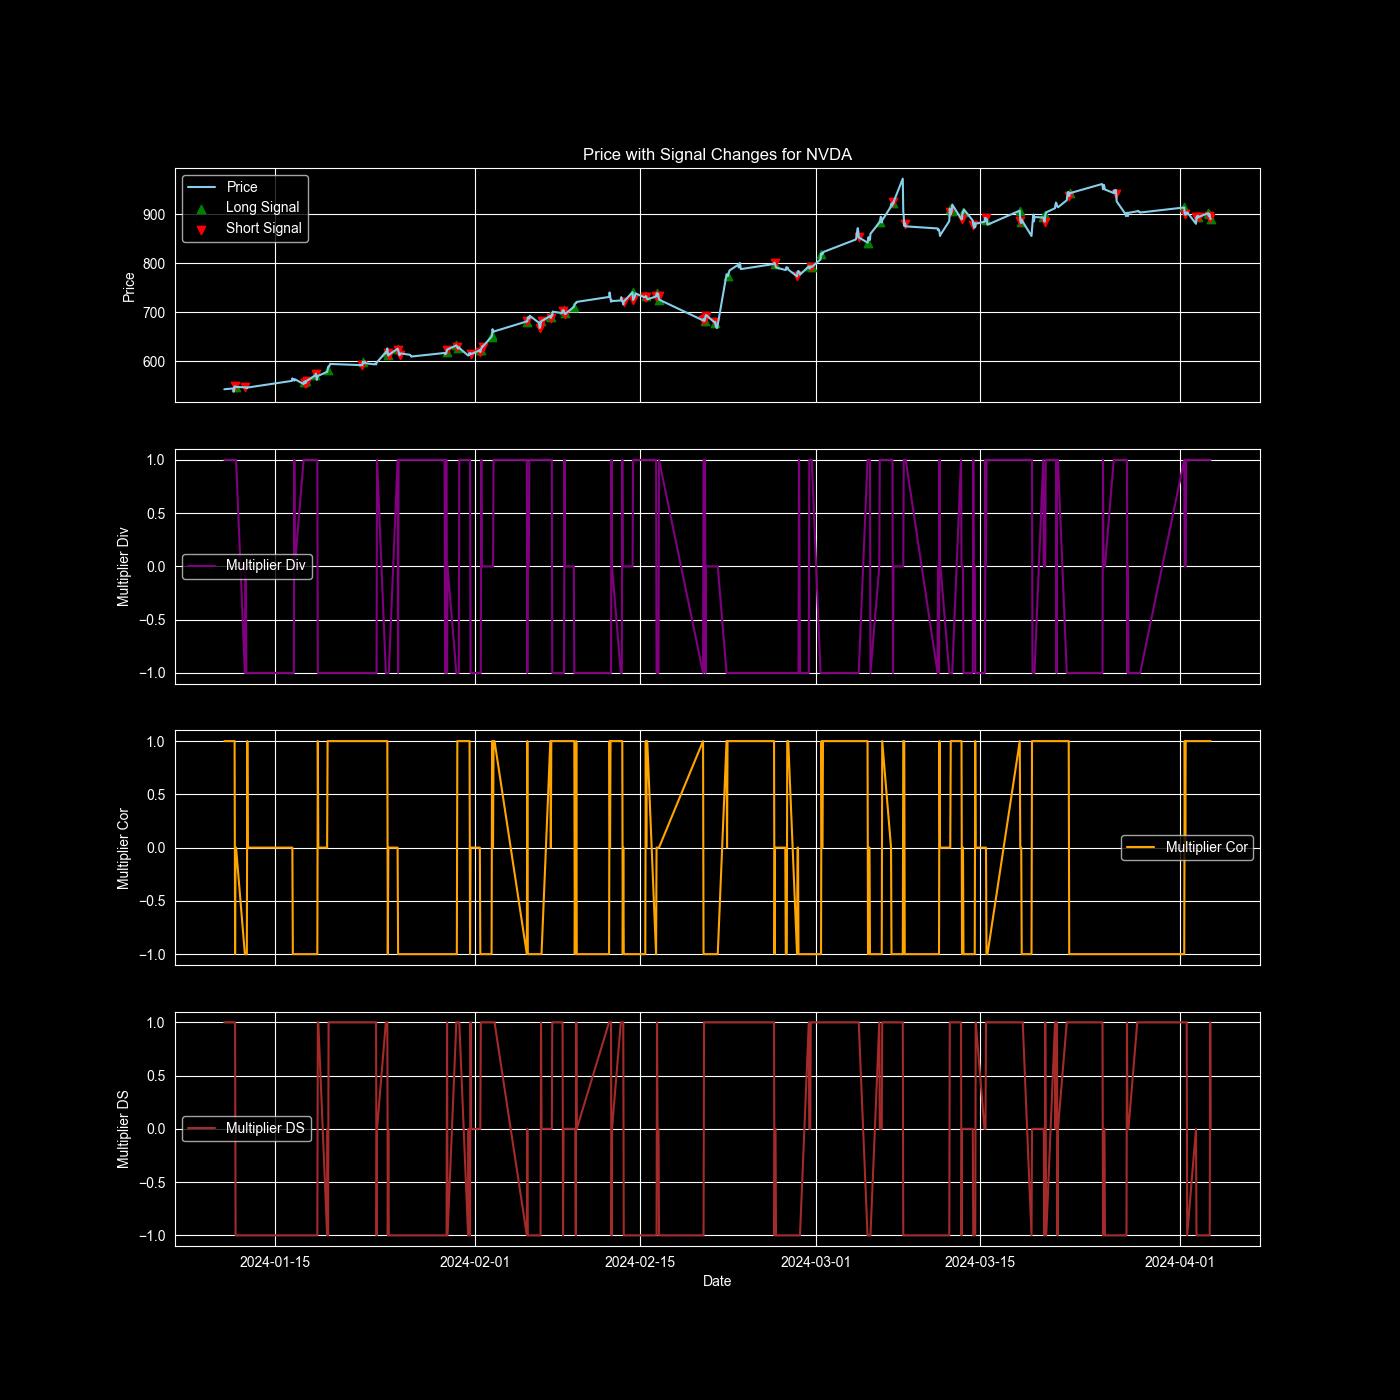 Price with Signal Changes for NVDA
Price
Long Signal
Short Signal
Price
900
800
700
600
Multiplier Div
Multiplier Div
1.0
0.5
0.0
−0.5
−1.0
Multiplier Cor
Multiplier Cor
1.0
0.5
0.0
−0.5
−1.0
Multiplier DS
Multiplier DS
1.0
0.5
0.0
−0.5
−1.0
2024-01-15
2024-02-01
2024-02-15
2024-03-01
2024-03-15
2024-04-01
Date